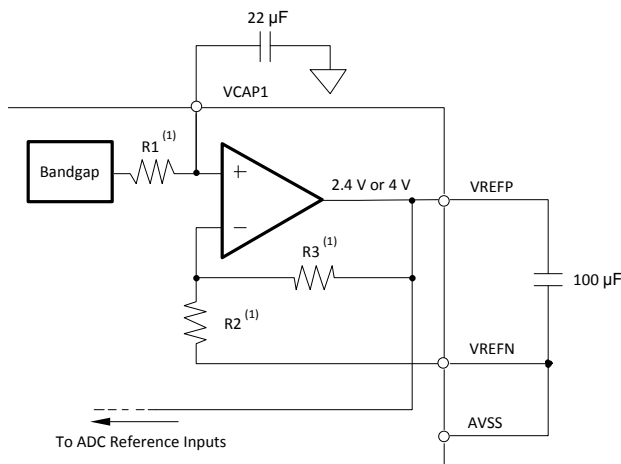 22 µF
VCAP1
R1 (1)
Bandgap
+
2.4 V or 4 V
VREFP
−
R3 (1)
100 µF
R2 (1)
VREFN
To ADC Reference Inputs
AVSS